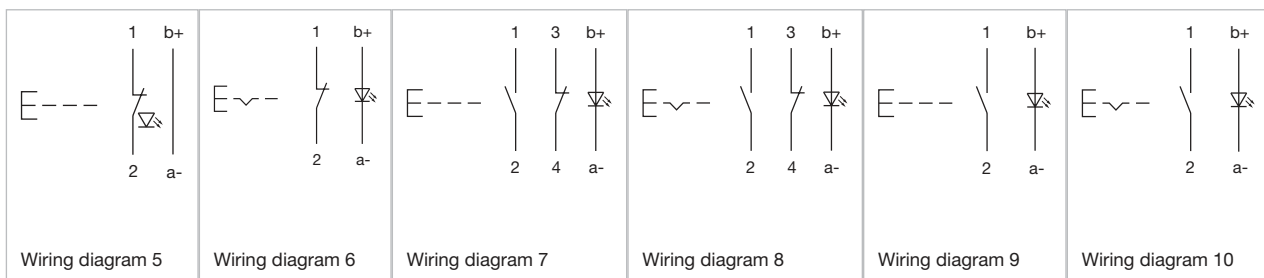 1 b+
2 a-
Wiring diagram 5
1 b+
2 a-
Wiring diagram 6
1 3 b+
2 4 a-
Wiring diagram 7
1 3 b+
2 4 a-
Wiring diagram 8
1 b+
2 a-
Wiring diagram 9
1 b+
2 a-
Wiring diagram 10